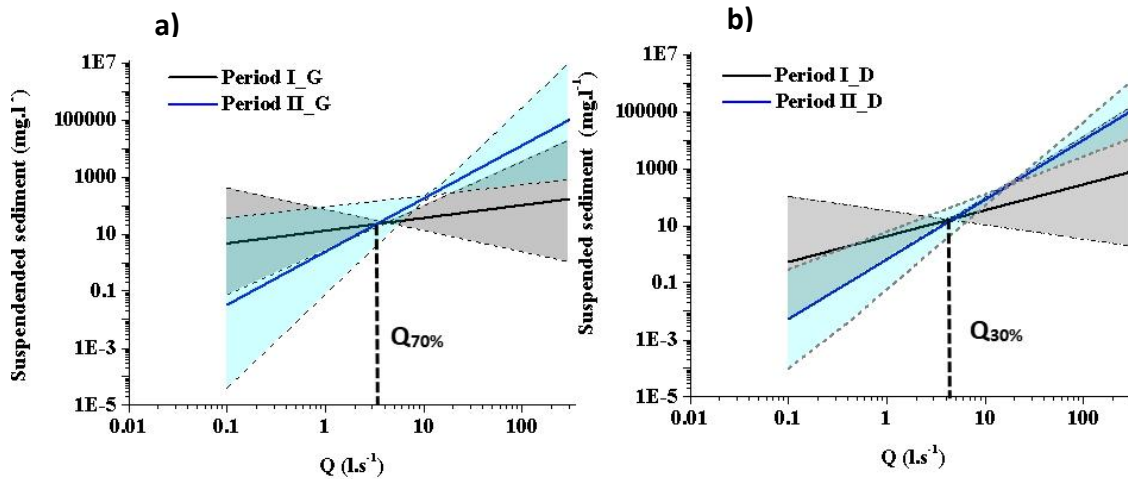 a)
1E7
100000
1000
10
0.1
1E-3
1E-5
Suspendended sediment (mg.l⁻
Period I_G
Period II_G
Q70%
0.01
0.1
1
10
100
Q (l.s-1)
b)
1E7
100000
1000
10
0.1
1E-3
1E-5
Suspended sediment (mg.l-1)
Period I_D
Period II_D
Q30%
0.01
0.1
1
10
100
Q (l.s-1)